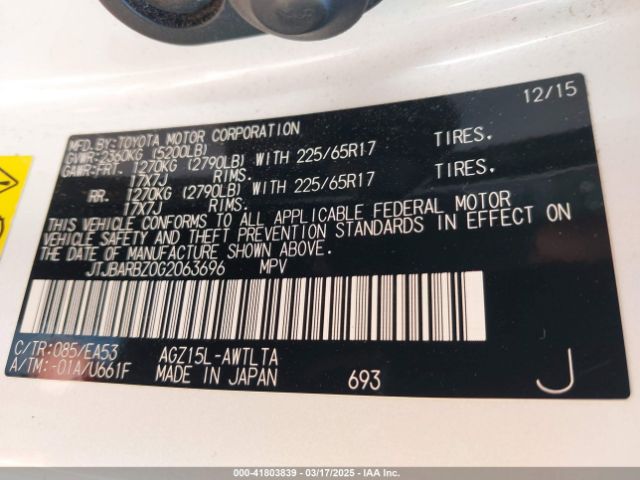 12/15
MFD.BY:TOYOTA MOTOR CORPORATION
GVWR:2360KG (5200LB)
GAWR:FRT. 1270KG (2790LB) WITH 225/65R17 TIRES.
17X7J RIMS.
RR. 1270KG (2790LB) WITH 225/65R17 TIRES.
17X7J RIMS.
THIS VEHICLE CONFORMS TO ALL APPLICABLE FEDERAL MOTOR
VEHICLE SAFETY AND THEFT PREVENTION STANDARDS IN EFFECT ON
THE DATE OF MANUFACTURE SHOWN ABOVE.
JTJBARBZ0G2063696 MPV
C/TR:085/EA53 AGZ15L-AWTLTA
A/TM:-01A/U661F MADE IN JAPAN 693 J
000-41803839 - 03/17/2025 - IAA Inc.